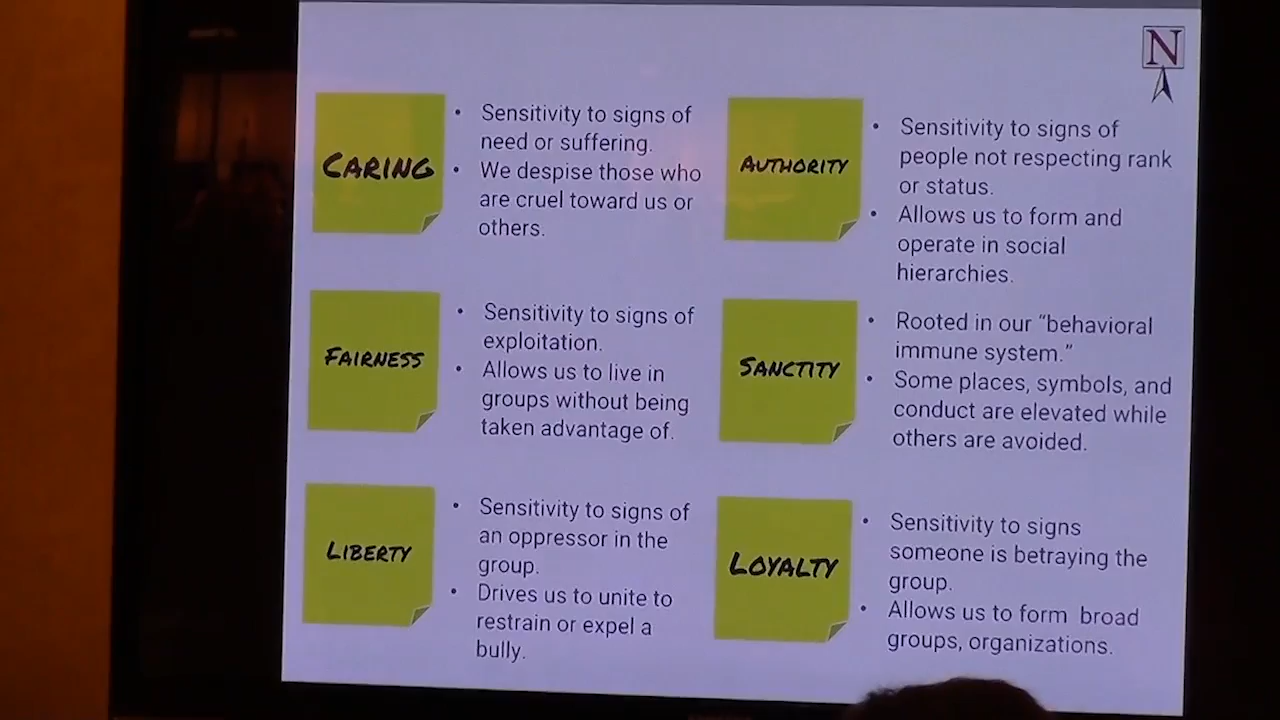 N
CARING
• Sensitivity to signs of
need or suffering.
• We despise those who
are cruel toward us or
others.
AUTHORITY
• Sensitivity to signs of
people not respecting rank
or status.
• Allows us to form and
operate in social
hierarchies.
FAIRNESS
• Sensitivity to signs of
exploitation.
• Allows us to live in
groups without being
taken advantage of.
SANCTITY
• Rooted in our “behavioral
immune system.”
• Some places, symbols, and
conduct are elevated while
others are avoided.
LIBERTY
• Sensitivity to signs of
an oppressor in the
group.
• Drives us to unite to
restrain or expel a
bully.
LOYALTY
• Sensitivity to signs
someone is betraying the
group.
• Allows us to form broad
groups, organizations.